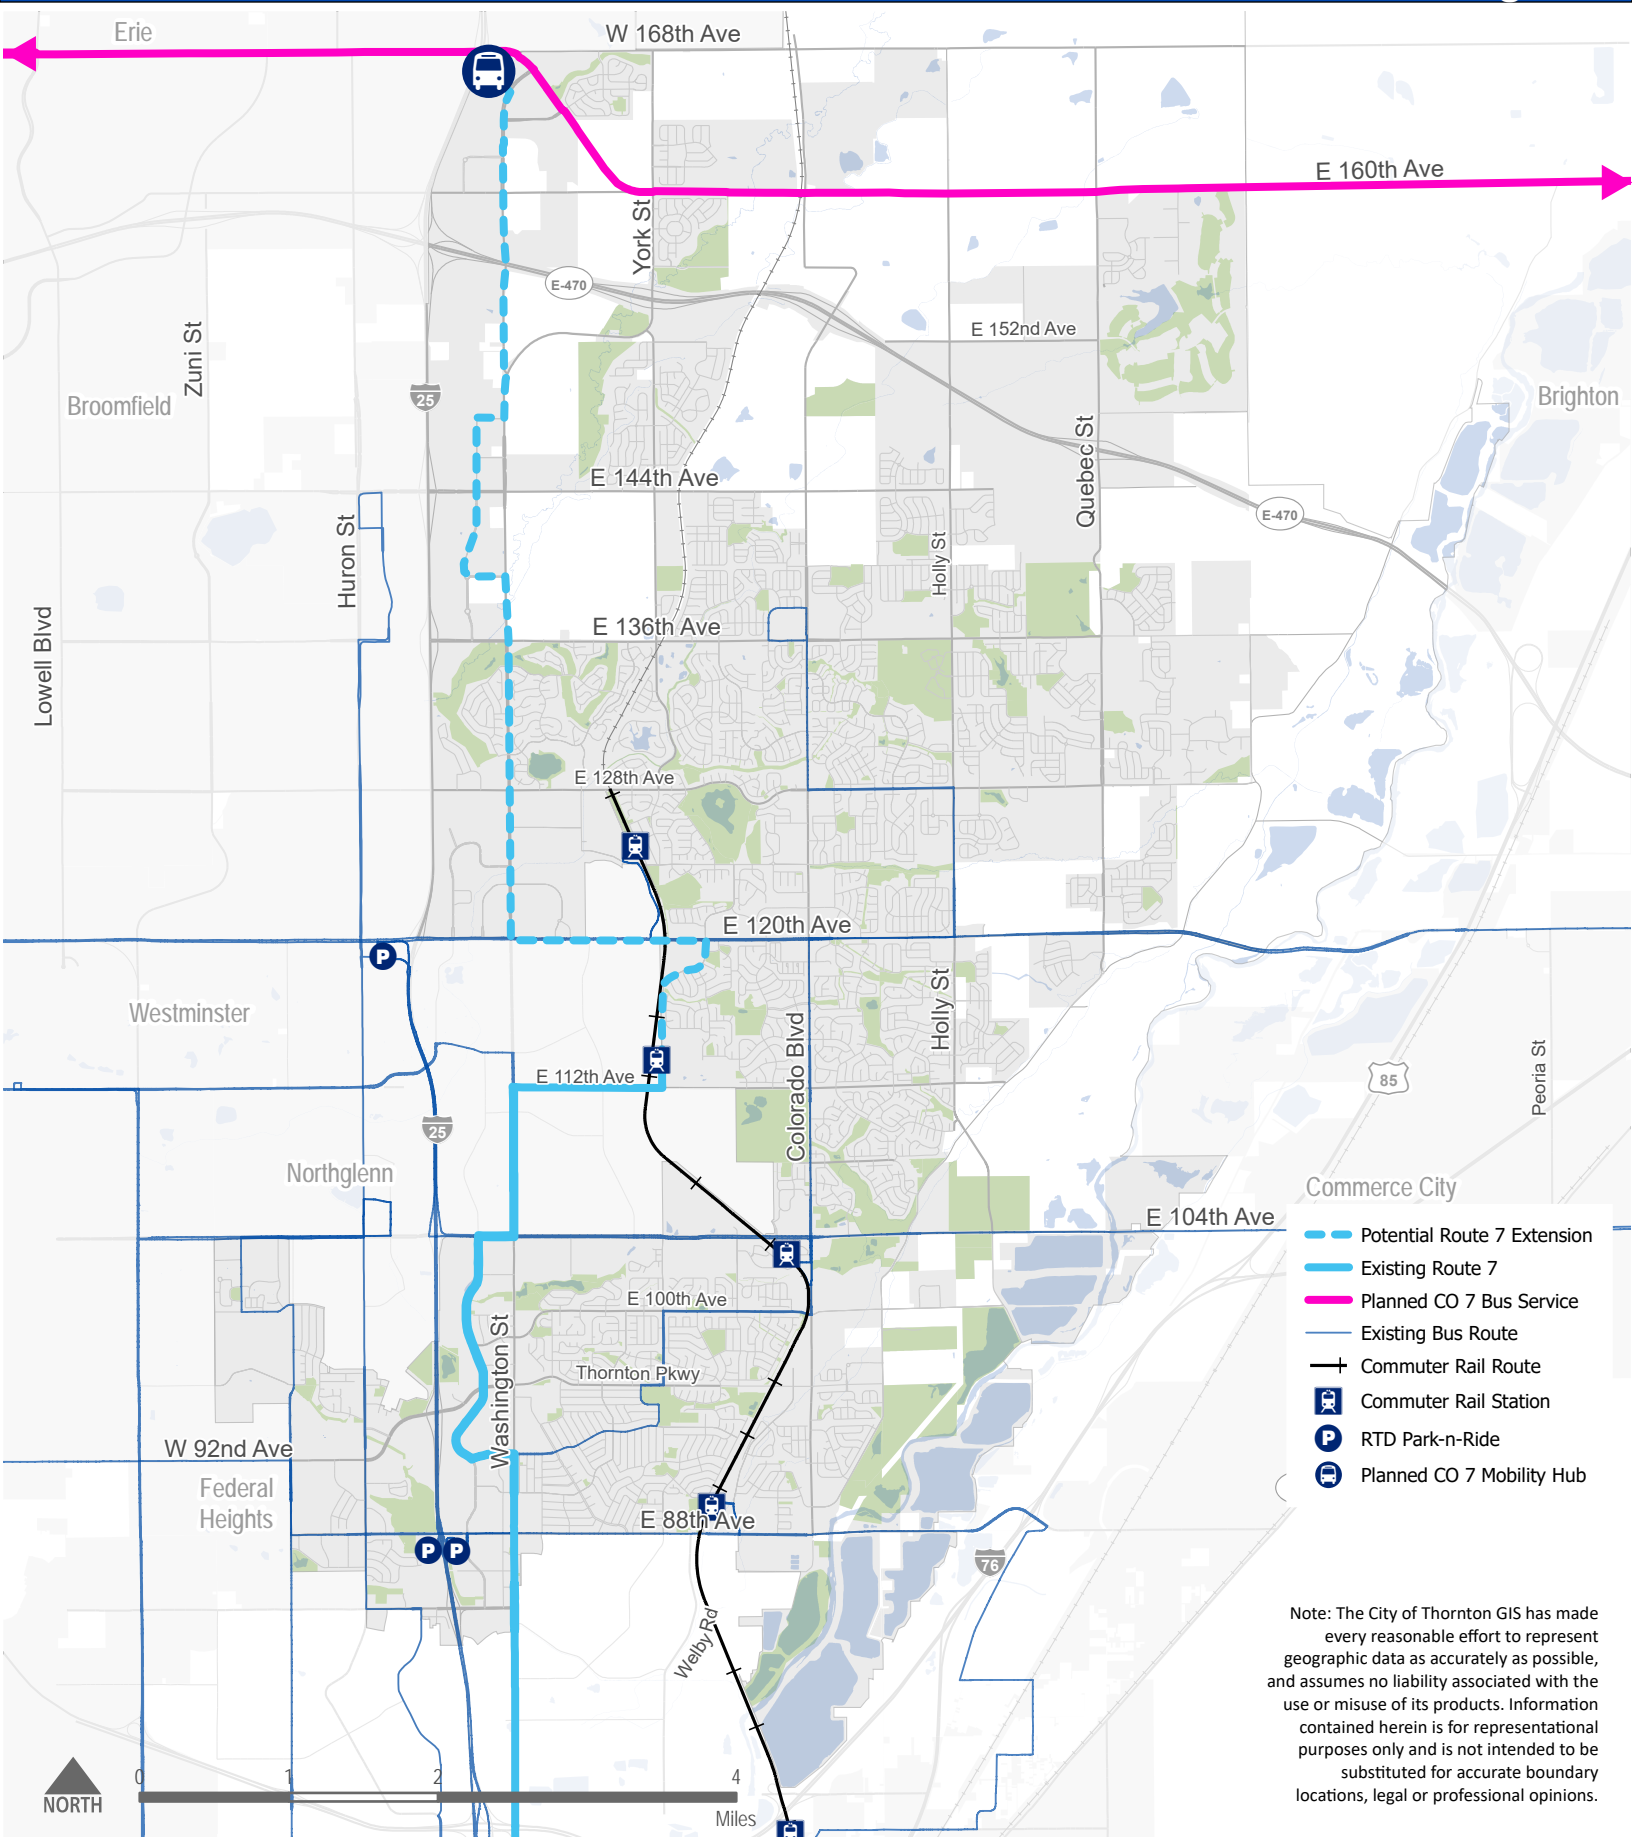 Erie
W 168th Ave
E 160th Ave
York St
E-470
Zuni St
E 152nd Ave
25
Broomfield
Brighton
Quebec St
E 144th Ave
E-470
Huron St
Holly St
Lowell Blvd
E 136th Ave
E 128th Ave
E 120th Ave
P
Westminster
Holly St
Colorado Blvd
E 112th Ave
85
Peoria St
25
Northglenn
Commerce City
E 104th Ave
Potential Route 7 Extension
Existing Route 7
Planned CO 7 Bus Service
Existing Bus Route
Commuter Rail Route
Commuter Rail Station
P RTD Park-n-Ride
Planned CO 7 Mobility Hub
E 100th Ave
Washington St
Thornton Pkwy
W 92nd Ave
Federal
Heights
E 88th Ave
P P
76
Welby Rd
Note: The City of Thornton GIS has made
every reasonable effort to represent
geographic data as accurately as possible,
and assumes no liability associated with the
use or misuse of its products. Information
contained herein is for representational
purposes only and is not intended to be
substituted for accurate boundary
locations, legal or professional opinions.
NORTH
0 1 2 4
Miles